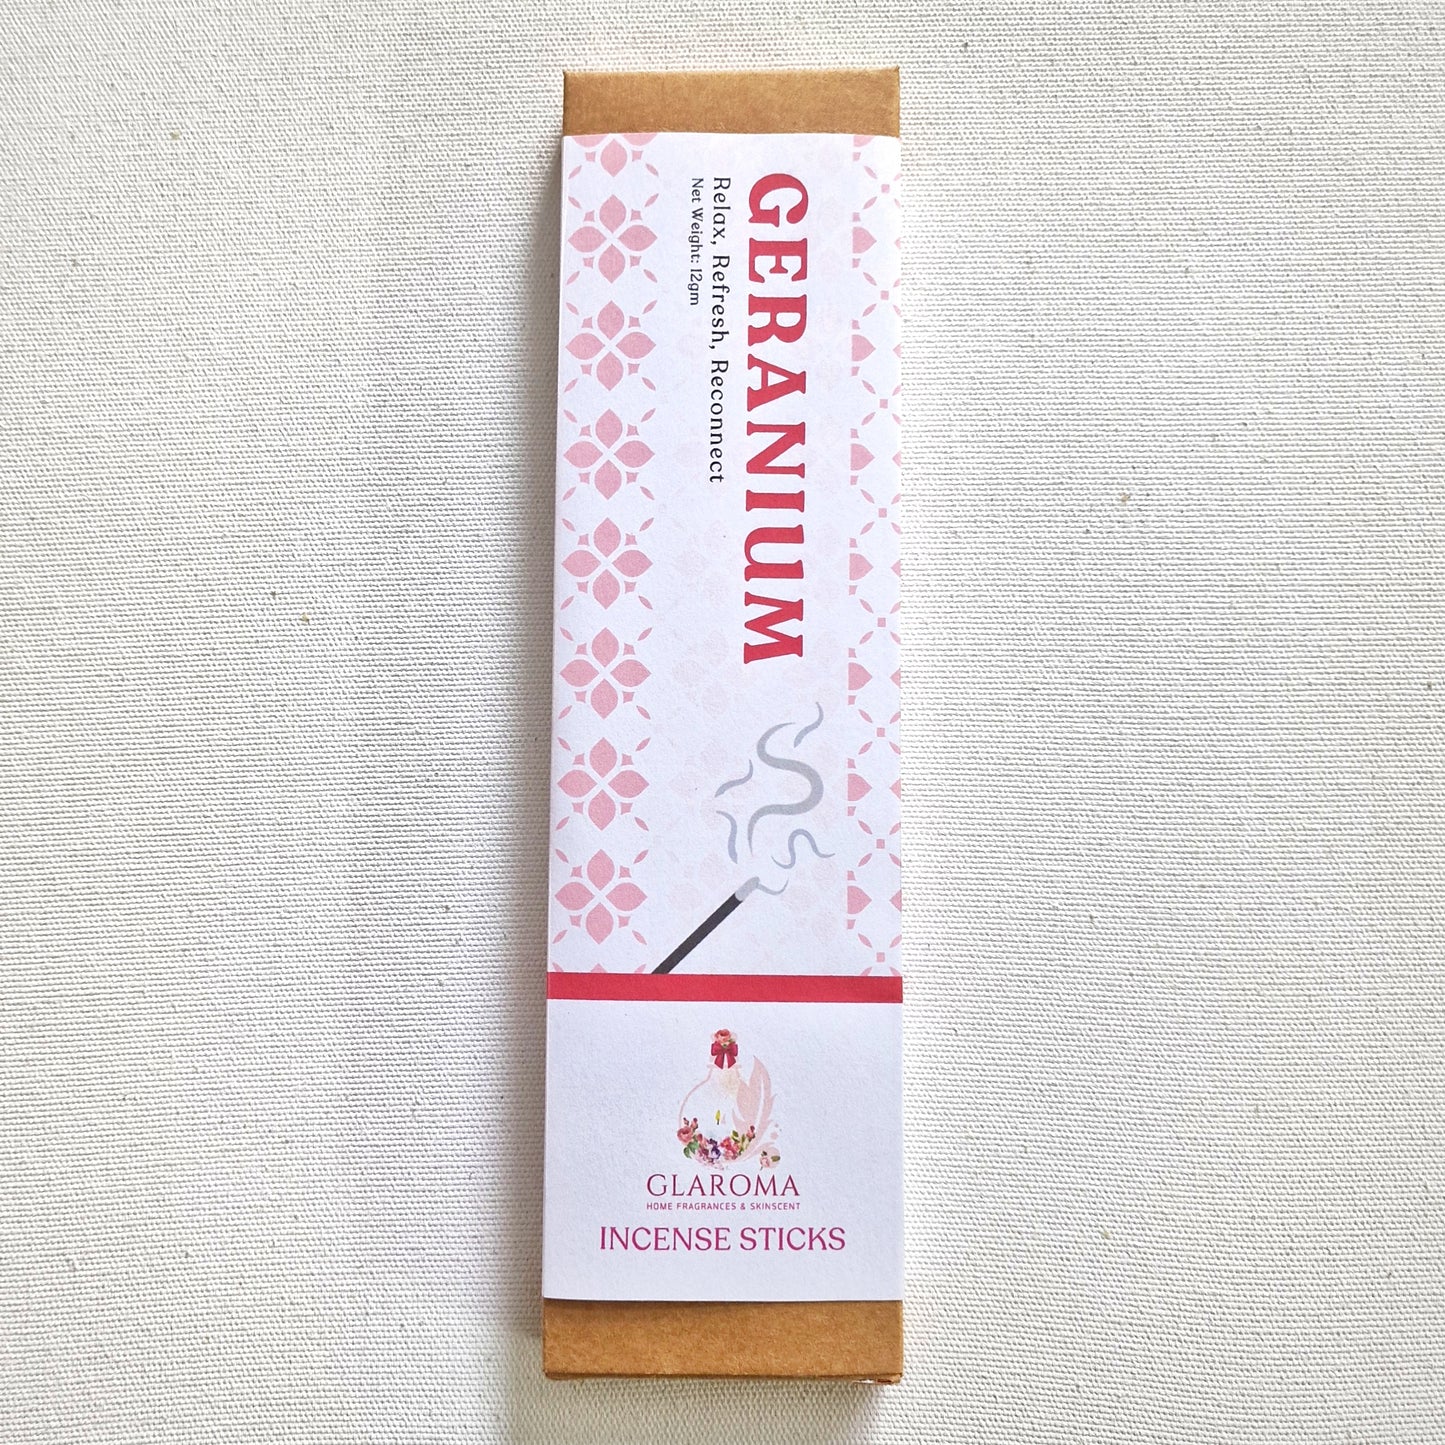 GERANIUM
Relax, Refresh, Reconnect
Net Weight: 12gm
GLAROMA
HOME FRAGRANCES & SKINSCENT
INCENSE STICKS